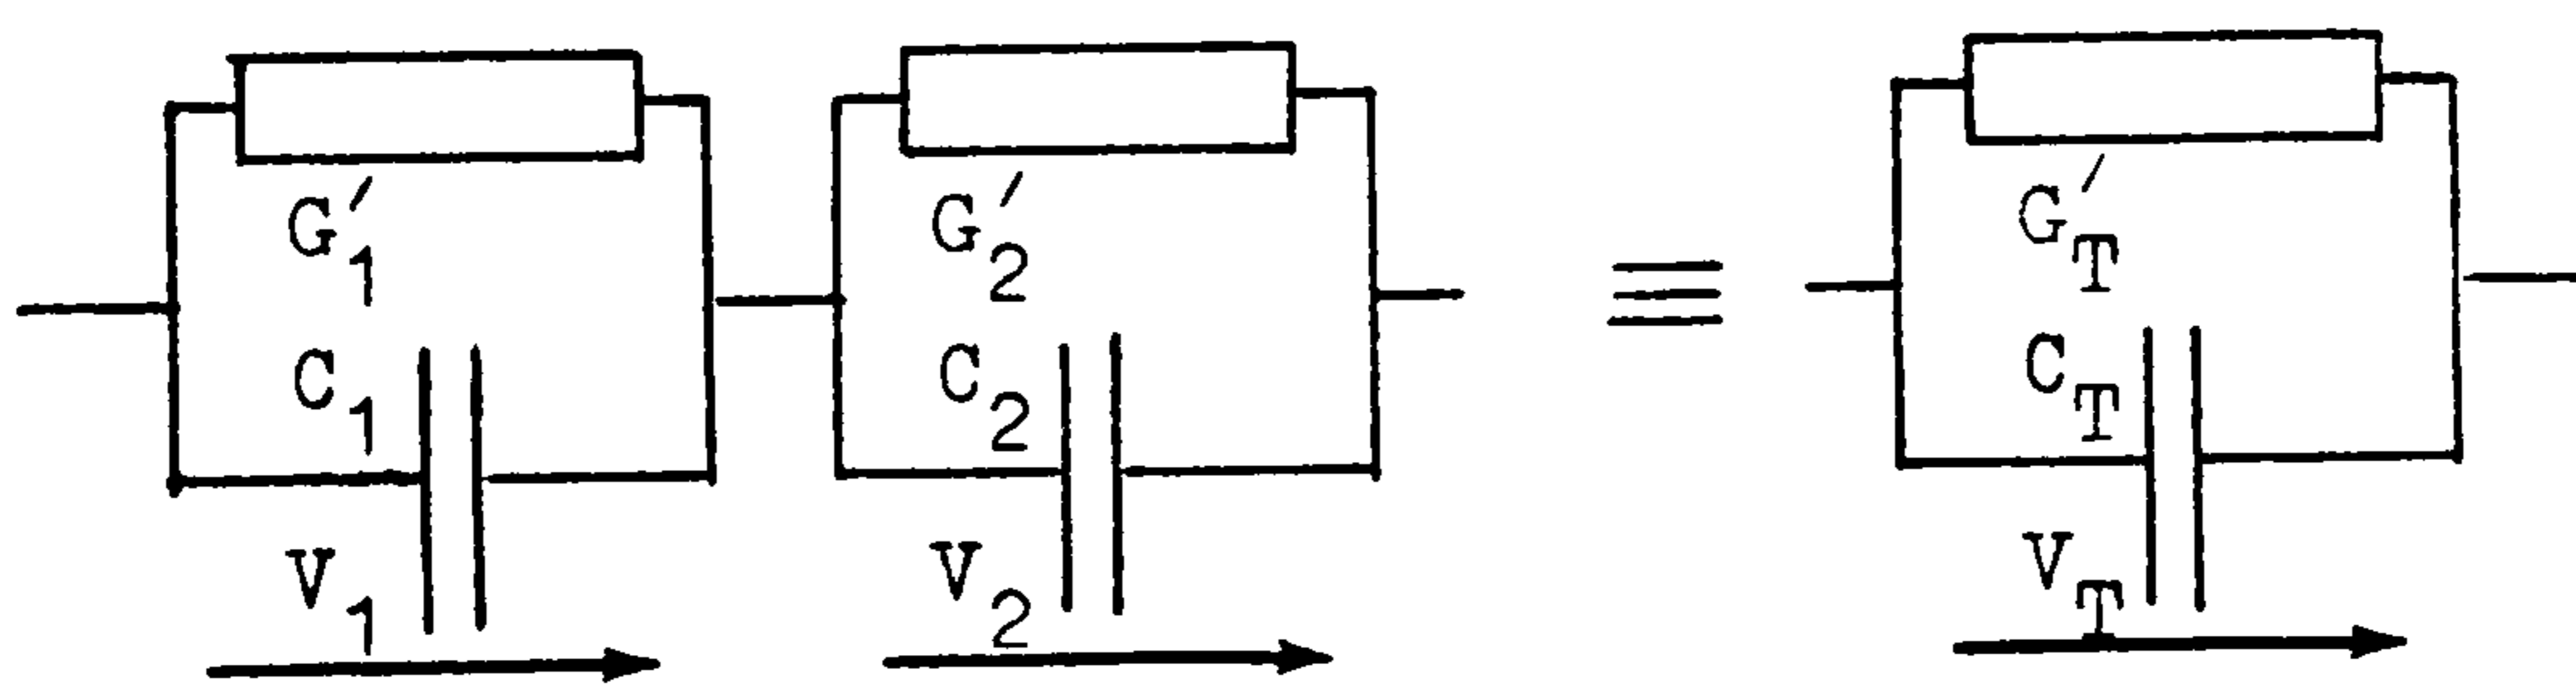 G′₁ G′₂ ≡ G′T
C₁ C₂ CT
V₁ V₂ VT